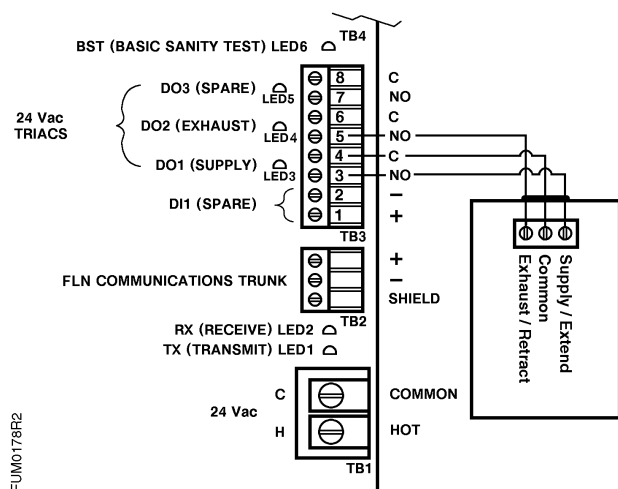 TB4
BST (BASIC SANITY TEST) LED6
24 Vac
TRIACS
DO3 (SPARE)
LED5
DO2 (EXHAUST)
LED4
DO1 (SUPPLY)
LED3
DI1 (SPARE)
8 C
7 NO
6 C
5 NO
4 C
3 NO
2 −
1 +
TB3
FLN COMMUNICATIONS TRUNK
+
−
SHIELD
TB2
RX (RECEIVE) LED2
TX (TRANSMIT) LED1
24 Vac
C COMMON
H HOT
TB1
Supply / Extend
Common
Exhaust / Retract
FUM0178R2